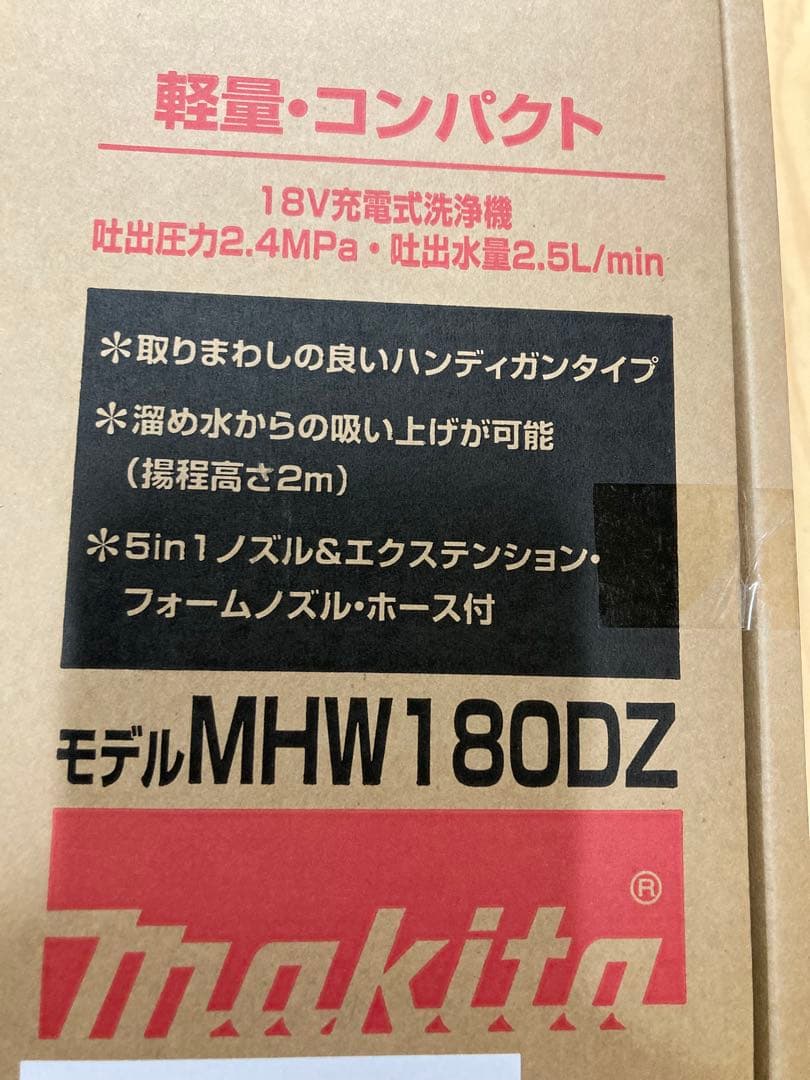 軽量・コンパクト
18V充電式洗浄機
吐出圧力2.4MPa・吐出水量2.5L/min
＊取りまわしの良いハンディガンタイプ
＊溜め水からの吸い上げが可能
（揚程高さ2m）
＊5in1ノズル&エクステンション・
フォームノズル・ホース付
モデルMHW180DZ
makita®